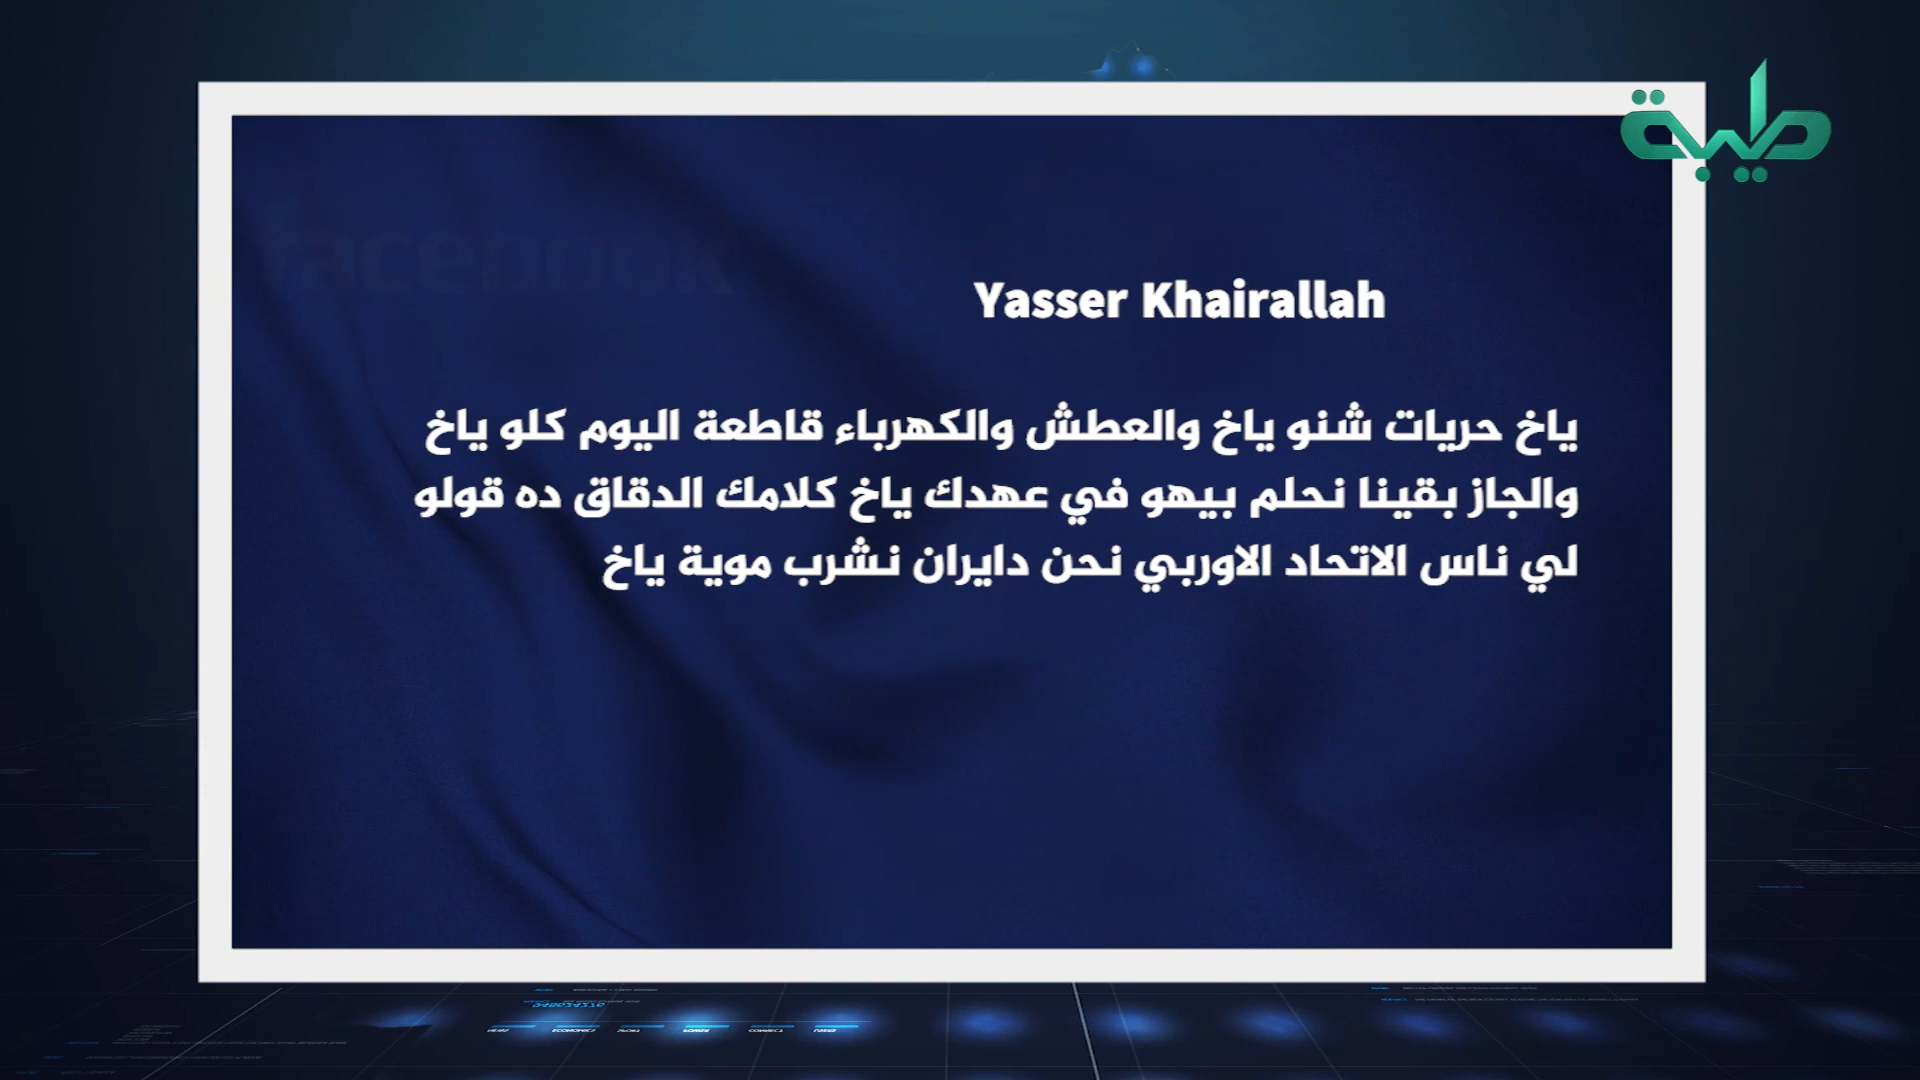 طيبة
facebook
Yasser Khairallah
ياخ حريات شنو ياخ والعطش والكهرباء قاطعة اليوم كلو ياخ
والجاز بقينا نحلم بيهو في عهدك ياخ كلامك الدقاق ده قولو
لي ناس الاتحاد الاوربي نحن دايران نشرب موية ياخ